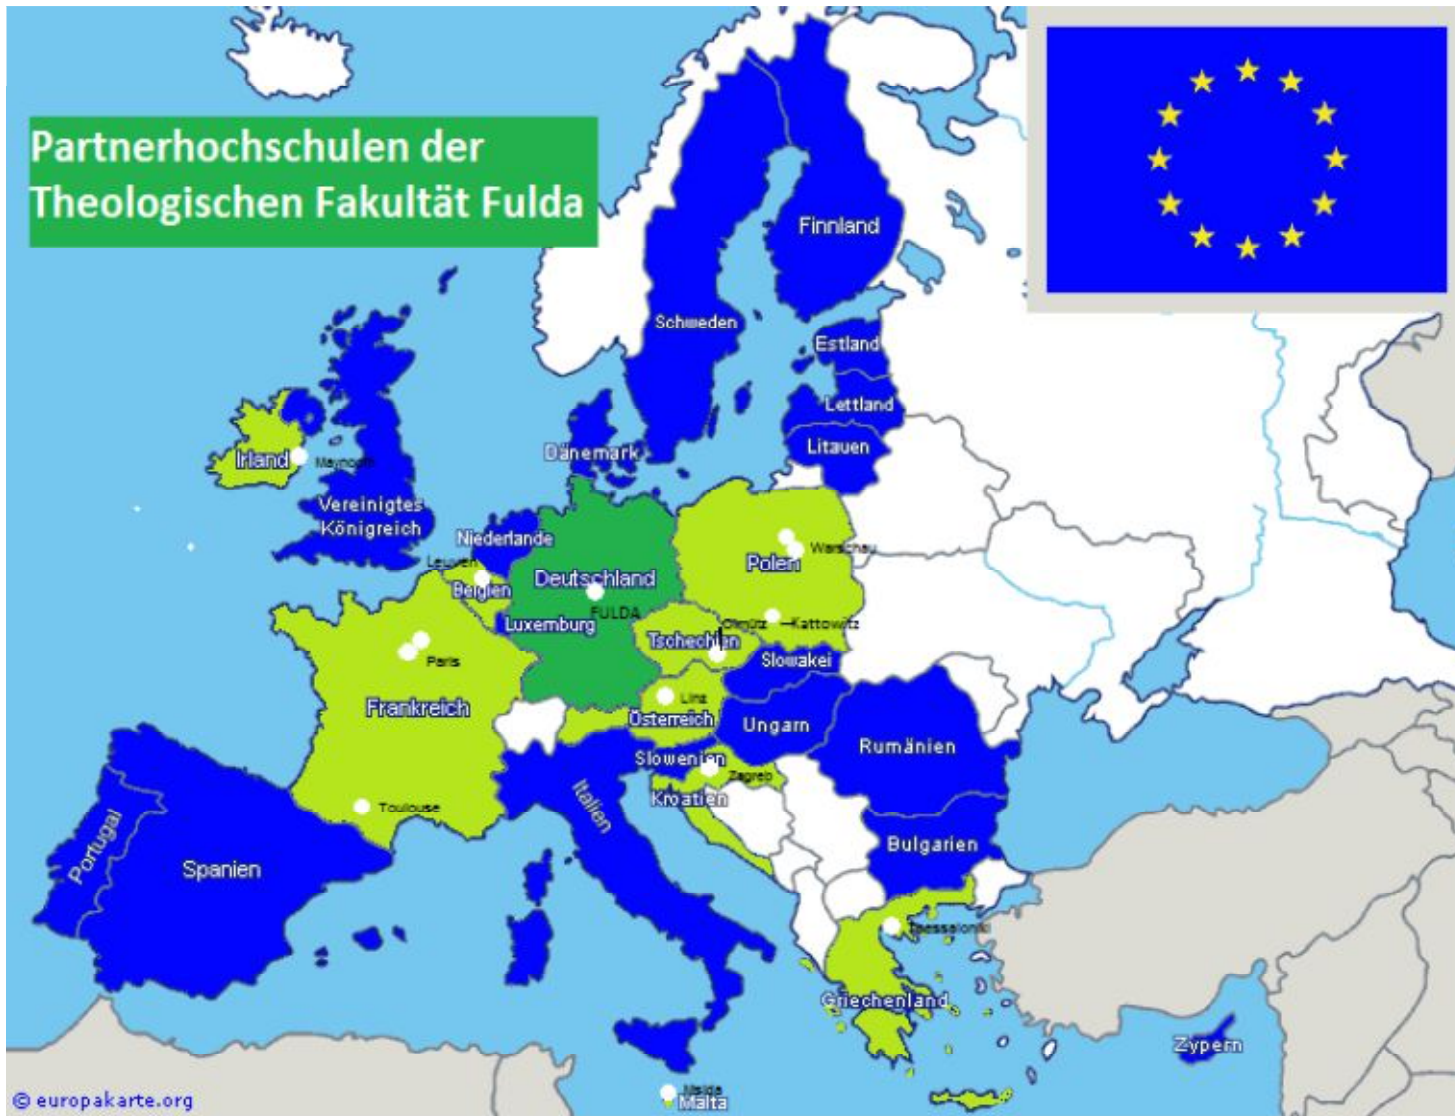 Partnerhochschulen der
Theologischen Fakultät Fulda
Finnland
Schweden
Estland
Lettland
Litauen
Dänemark
Irland
Maynooth
Vereinigtes
Königreich
Niederlande
Leuven
Belgien
Deutschland
FULDA
Luxemburg
Polen
Warschau
Kattowitz
Olmütz
Tschechien
Slowakei
Paris
Frankreich
Linz
Österreich
Ungarn
Rumänien
Slowenien
Zagreb
Kroatien
Italien
Toulouse
Portugal
Spanien
Bulgarien
Thessaloniki
Griechenland
Zypern
Msida
Malta
© europakarte.org